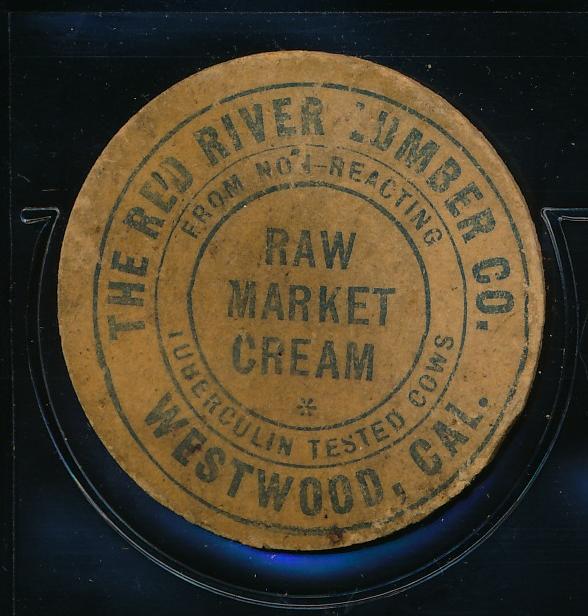 THE RED RIVER LUMBER CO.
FROM NON-REACTING
RAW
MARKET
CREAM
*
TUBERCULIN TESTED COWS
WESTWOOD, CAL.